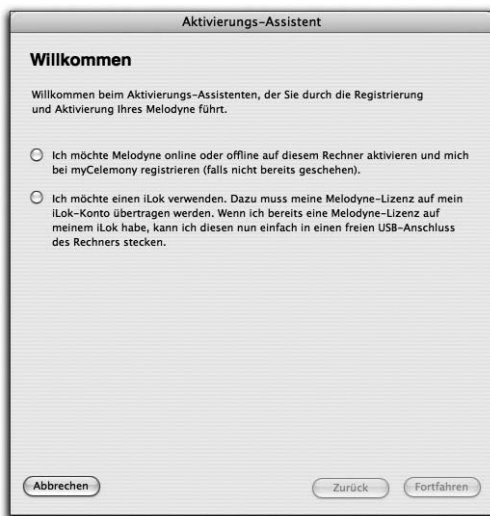 Aktivierungs-Assistent
Willkommen
Willkommen beim Aktivierungs-Assistenten, der Sie durch die Registrierung
und Aktivierung Ihres Melodyne führt.
Ich möchte Melodyne online oder offline auf diesem Rechner aktivieren und mich
bei myCelemony registrieren (falls nicht bereits geschehen).
Ich möchte einen iLok verwenden. Dazu muss meine Melodyne-Lizenz auf mein
iLok-Konto übertragen werden. Wenn ich bereits eine Melodyne-Lizenz auf
meinem iLok habe, kann ich diesen nun einfach in einen freien USB-Anschluss
des Rechners stecken.
Abbrechen
Zurück
Fortfahren